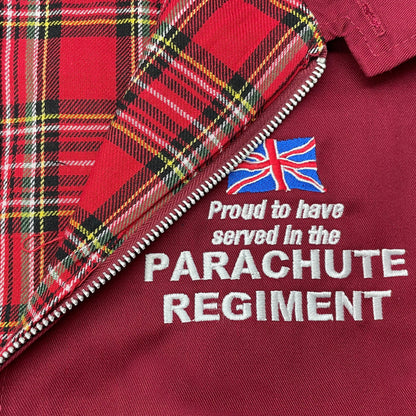 Proud to have
served in the
PARACHUTE
REGIMENT